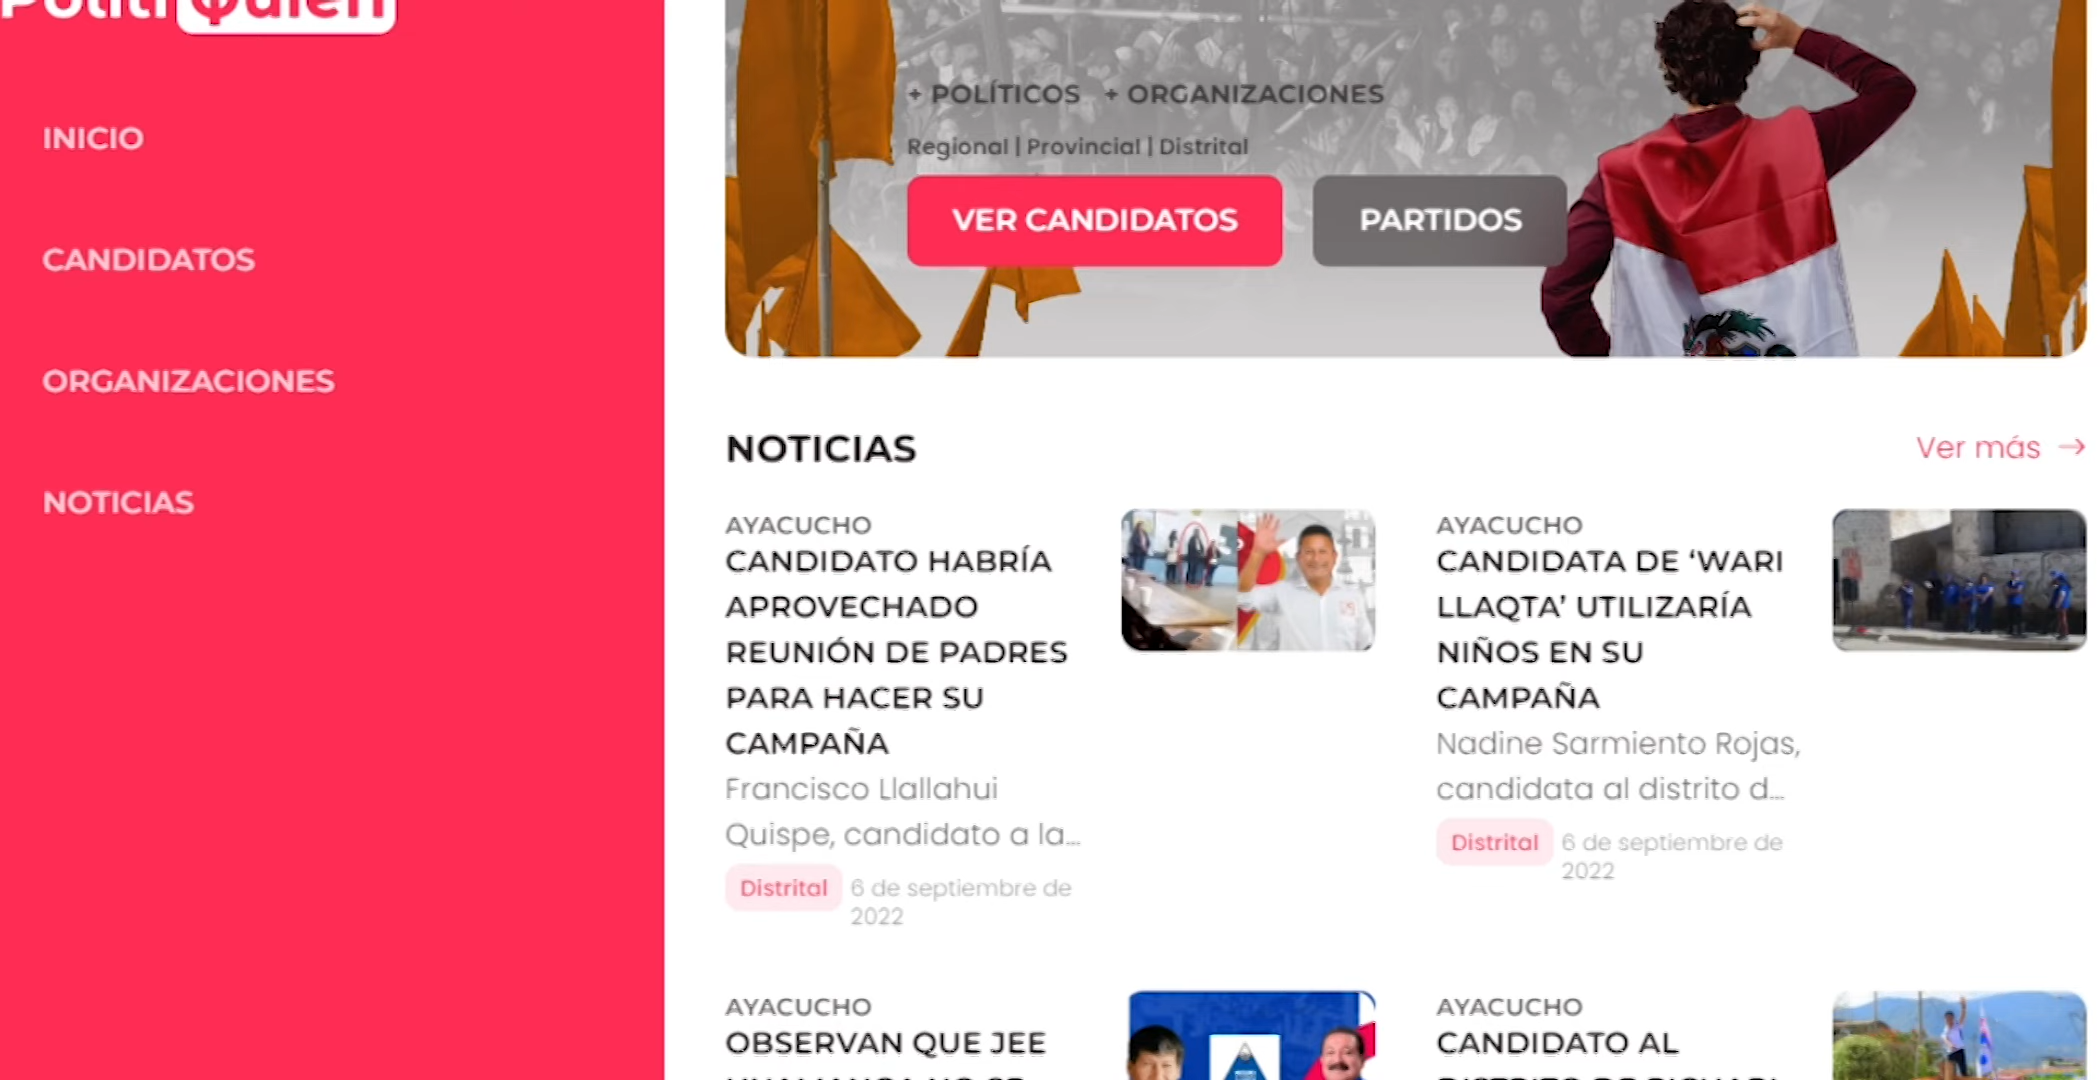 Politi Quien
INICIO
CANDIDATOS
ORGANIZACIONES
NOTICIAS
+ POLÍTICOS + ORGANIZACIONES
Regional | Provincial | Distrital
VER CANDIDATOS
PARTIDOS
NOTICIAS
Ver más →
AYACUCHO
CANDIDATO HABRÍA
APROVECHADO
REUNIÓN DE PADRES
PARA HACER SU
CAMPAÑA
Francisco Llallahui
Quispe, candidato a la...
Distrital 6 de septiembre de
2022
AYACUCHO
CANDIDATA DE ‘WARI
LLAQTA’ UTILIZARÍA
NIÑOS EN SU
CAMPAÑA
Nadine Sarmiento Rojas,
candidata al distrito d...
Distrital 6 de septiembre de
2022
AYACUCHO
OBSERVAN QUE JEE
AYACUCHO
CANDIDATO AL